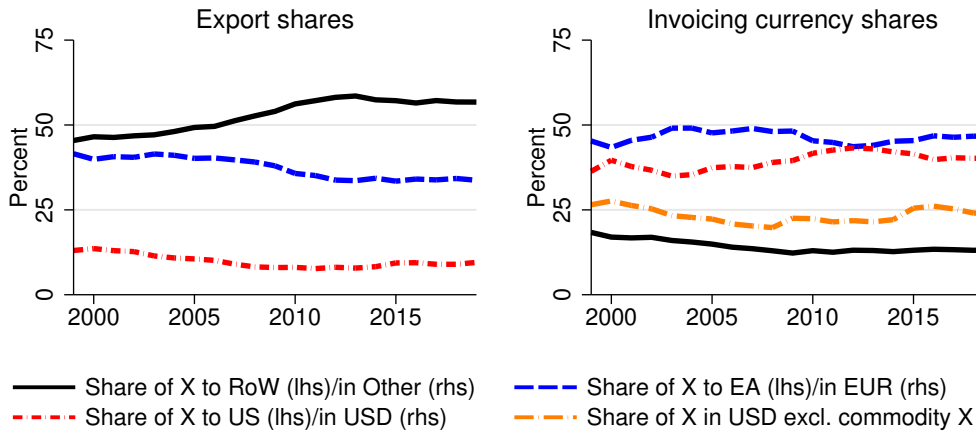 Export shares
Percent
75
50
25
0
2000 2005 2010 2015
Invoicing currency shares
Percent
75
50
25
0
2000 2005 2010 2015
Share of X to RoW (lhs)/in Other (rhs)
Share of X to EA (lhs)/in EUR (rhs)
Share of X to US (lhs)/in USD (rhs)
Share of X in USD excl. commodity X